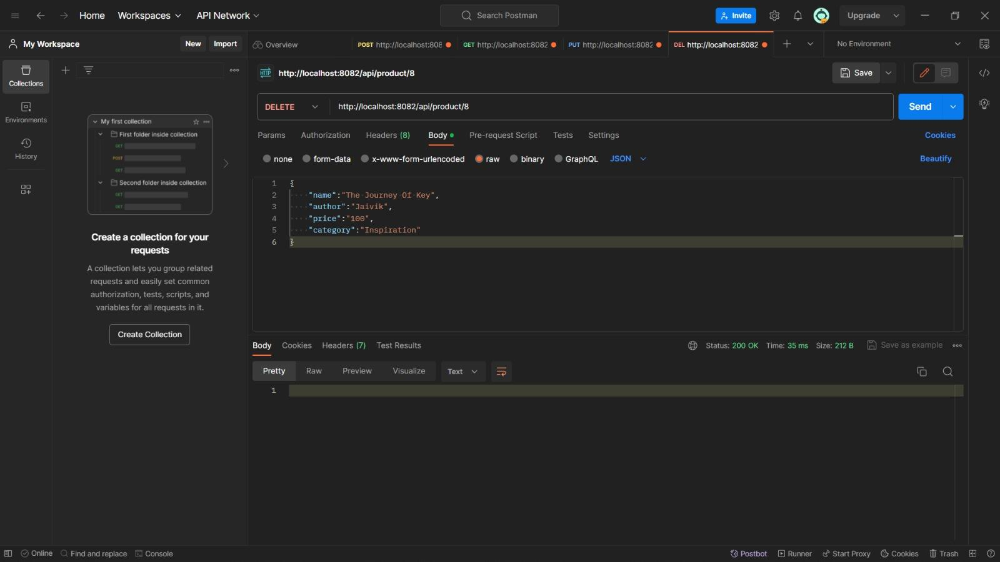 Home Workspaces API Network Search Postman Invite Upgrade
My Workspace New Import
Overview POST http://localhost:808 GET http://localhost:8082 PUT http://localhost:8082 DEL http://localhost:8082 No Environment
Collections
Environments
History
My first collection
First folder inside collection
GET
POST
GET
Second folder inside collection
GET
GET
Create a collection for your
requests
A collection lets you group related
requests and easily set common
authorization, tests, scripts, and
variables for all requests in it.
Create Collection
HTTP http://localhost:8082/api/product/8 Save
DELETE http://localhost:8082/api/product/8 Send
Params Authorization Headers (8) Body Pre-request Script Tests Settings Cookies
none form-data x-www-form-urlencoded raw binary GraphQL JSON Beautify
1 {
2 "name":"The Journey Of Key",
3 "author":"Jaivik",
4 "price":"100",
5 "category":"Inspiration"
6 }
Body Cookies Headers (7) Test Results Status: 200 OK Time: 35 ms Size: 212 B Save as example
Pretty Raw Preview Visualize Text
1
Online Find and replace Console Postbot Runner Start Proxy Cookies Trash